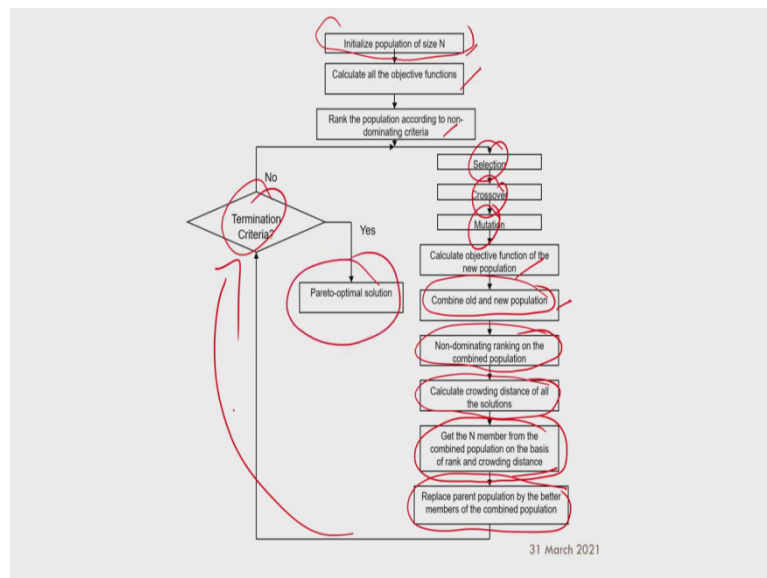 Initialize population of size N
Calculate all the objective functions
Rank the population according to non-
dominating criteria
Selection
Crossover
Mutation
Calculate objective function of the
new population
Combine old and new population
Non-dominating ranking on the
combined population
Calculate crowding distance of all
the solutions
Get the N member from the
combined population on the basis
of rank and crowding distance
Replace parent population by the better
members of the combined population
No
Termination
Criteria?
Yes
Pareto-optimal solution
31 March 2021